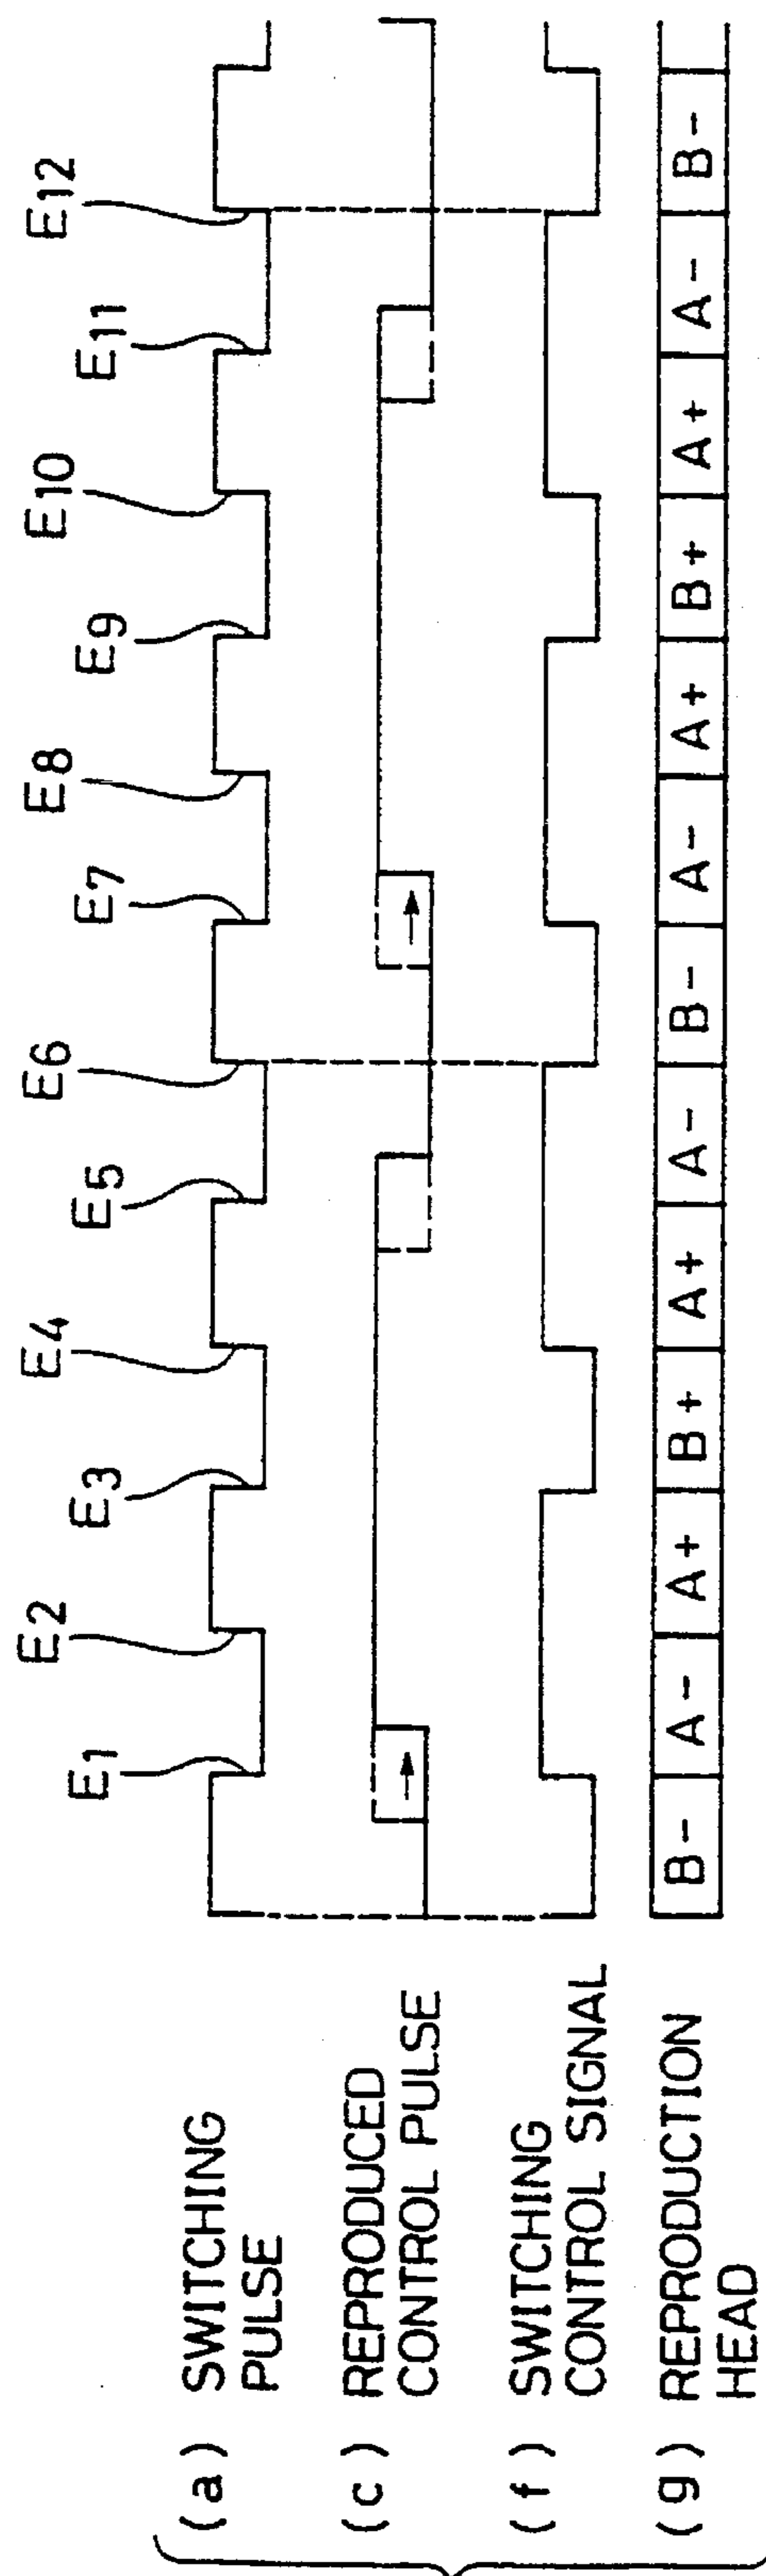 E1 E2 E3 E4 E5 E6 E7 E8 E9 E10 E11 E12
(a) SWITCHING
PULSE
(c) REPRODUCED
CONTROL PULSE
(f) SWITCHING
CONTROL SIGNAL
(g) REPRODUCTION
HEAD
B- A- A+ B+ A+ A- B- A- A+ B+ A+ A- B-